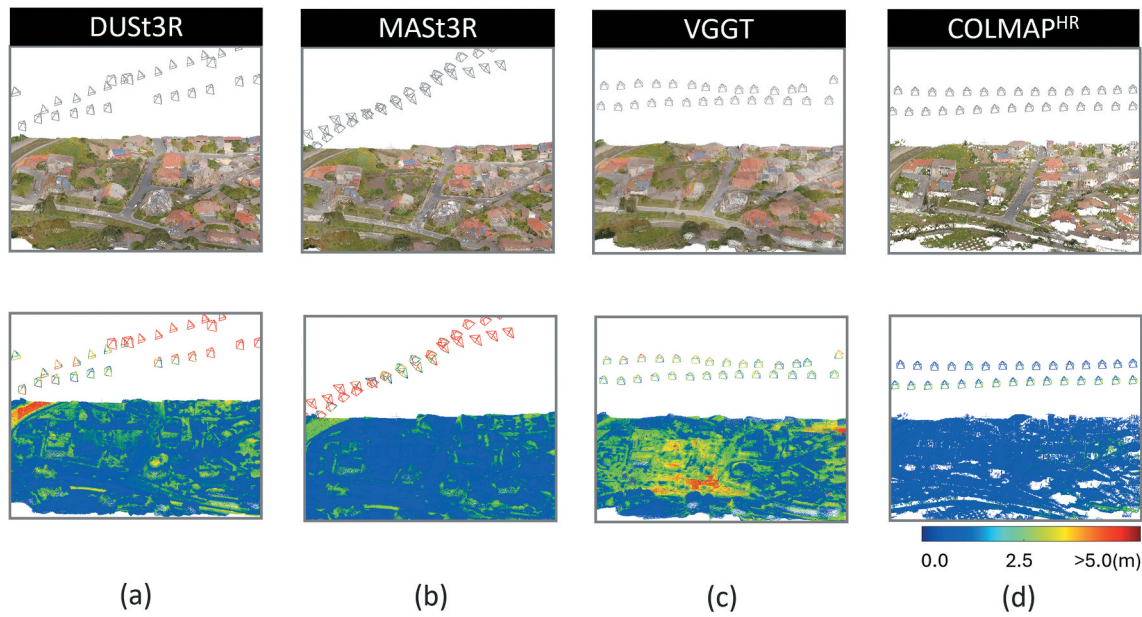 DUSt3R
MASt3R
VGGT
COLMAP^HR
0.0 2.5 >5.0(m)
(a)
(b)
(c)
(d)